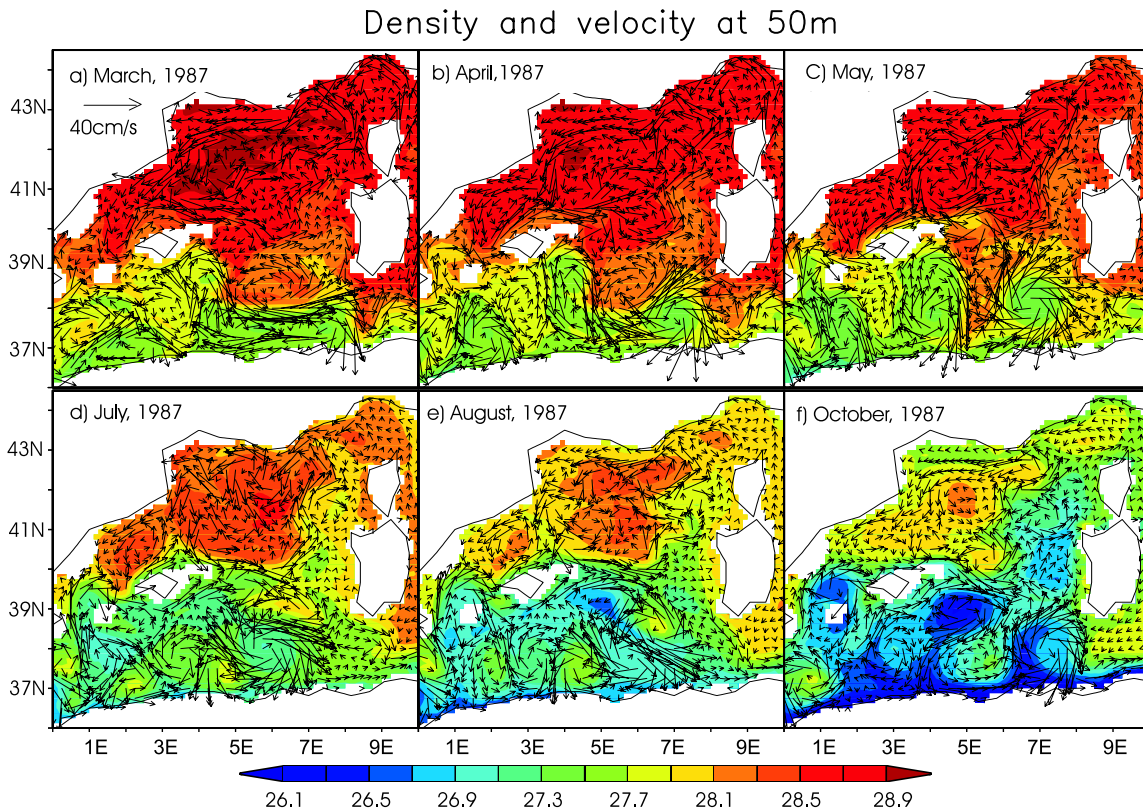 Density and velocity at 50m
a) March, 1987
b) April,1987
C) May, 1987
40cm/s
43N
41N
39N
37N
d) July, 1987
e) August, 1987
f) October, 1987
43N
41N
39N
37N
1E 3E 5E 7E 9E 1E 3E 5E 7E 9E 1E 3E 5E 7E 9E
26.1 26.5 26.9 27.3 27.7 28.1 28.5 28.9